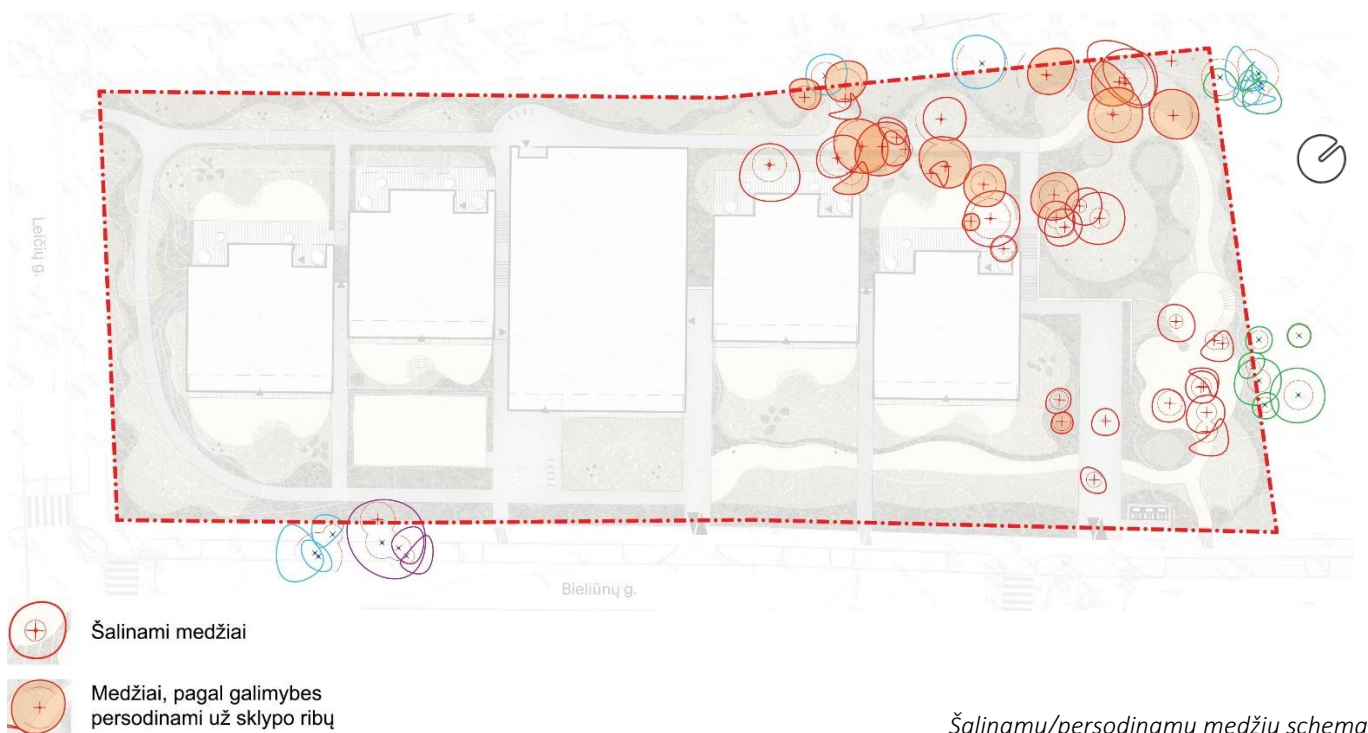 Leičių g.
Bieliūnų g.
Šalinami medžiai
Medžiai, pagal galimybes
persodinami už sklypo ribų
Šalinamų/persodinamų medžių schema